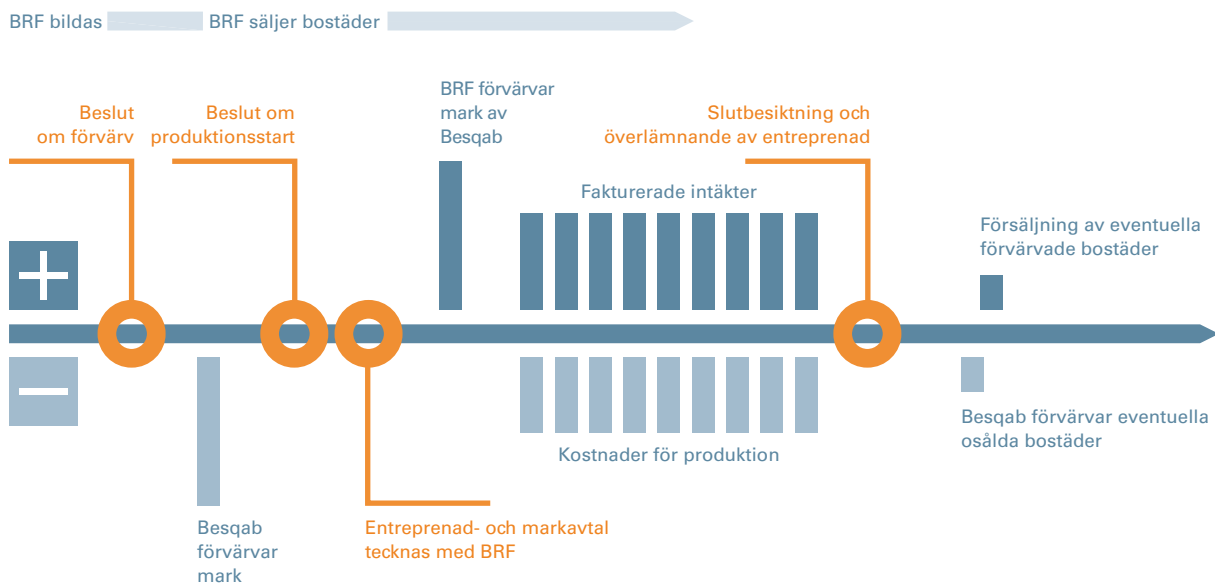 BRF bildas
BRF säljer bostäder
Beslut
om förvärv
Beslut om
produktionsstart
BRF förvärvar
mark av
Besqab
Slutbesiktning och
överlämnande av entreprenad
Fakturerade intäkter
Försäljning av eventuella
förvärvade bostäder
Besqab förvärvar eventuella
osålda bostäder
Kostnader för produktion
Besqab
förvärvar
mark
Entreprenad- och markavtal
tecknas med BRF